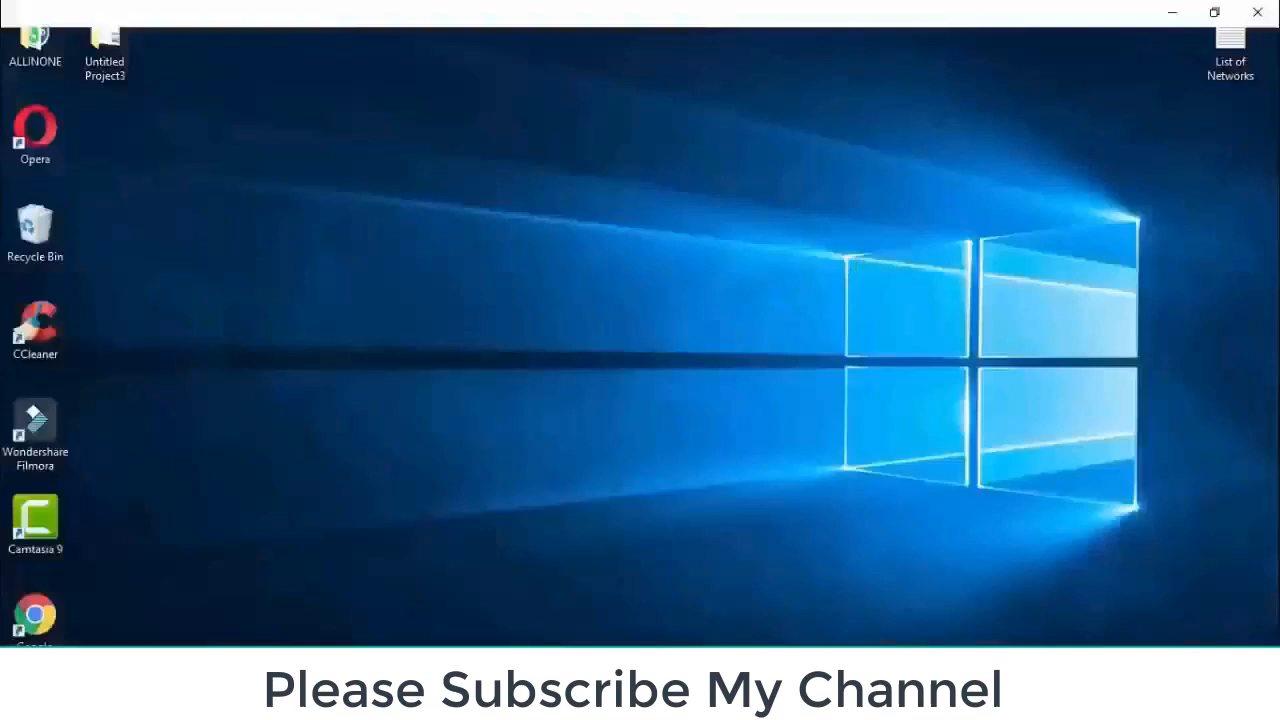 ALLINONE
Untitled
Project3
List of
Networks
Opera
Recycle Bin
CCleaner
Wondershare
Filmora
Camtasia 9
Please Subscribe My Channel